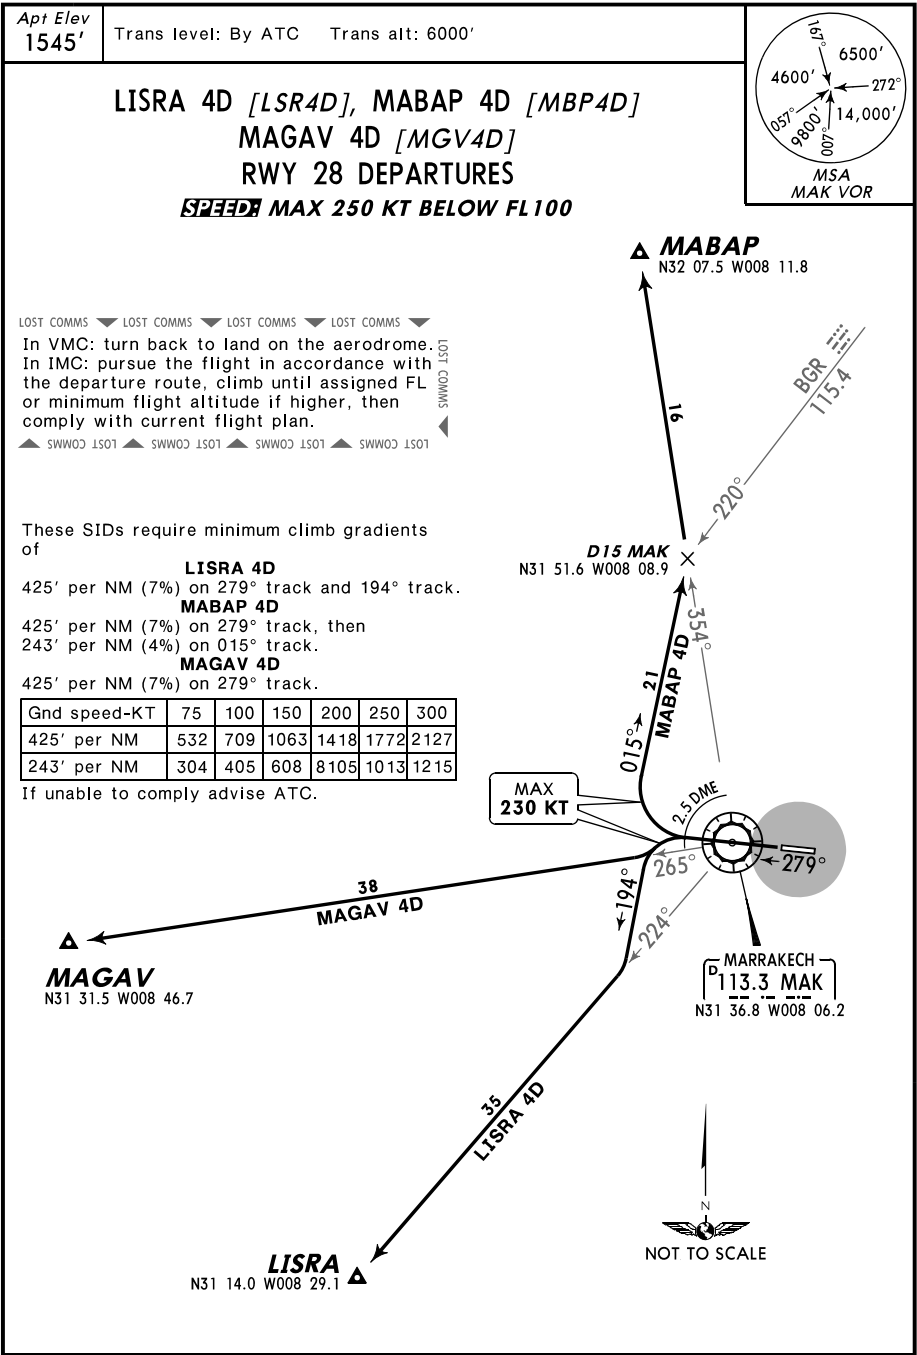 Apt Elev
1545'
Trans level: By ATC Trans alt: 6000'
167°
6500'
4600'
272°
057°
9800'
007°
14,000'
MSA
MAK VOR
LISRA 4D [LSR4D], MABAP 4D [MBP4D]
MAGAV 4D [MGV4D]
RWY 28 DEPARTURES
SPEED: MAX 250 KT BELOW FL100
MABAP
N32 07.5 W008 11.8
LOST COMMS LOST COMMS LOST COMMS LOST COMMS
In VMC: turn back to land on the aerodrome.
In IMC: pursue the flight in accordance with
the departure route, climb until assigned FL
or minimum flight altitude if higher, then
comply with current flight plan.
LOST COMMS
LOST COMMS LOST COMMS LOST COMMS LOST COMMS
BGR
115.4
220°
16
D15 MAK
N31 51.6 W008 08.9
These SIDs require minimum climb gradients
of
LISRA 4D
425' per NM (7%) on 279° track and 194° track.
MABAP 4D
425' per NM (7%) on 279° track, then
243' per NM (4%) on 015° track.
MAGAV 4D
425' per NM (7%) on 279° track.
Gnd speed-KT 75 100 150 200 250 300
425' per NM 532 709 1063 1418 1772 2127
243' per NM 304 405 608 8105 1013 1215
If unable to comply advise ATC.
354°
21
MABAP 4D
015°
MAX
230 KT
2.5 DME
279°
265°
194°
224°
38
MAGAV 4D
MAGAV
N31 31.5 W008 46.7
MARRAKECH
D
113.3 MAK
N31 36.8 W008 06.2
35
LISRA 4D
LISRA
N31 14.0 W008 29.1
N
NOT TO SCALE